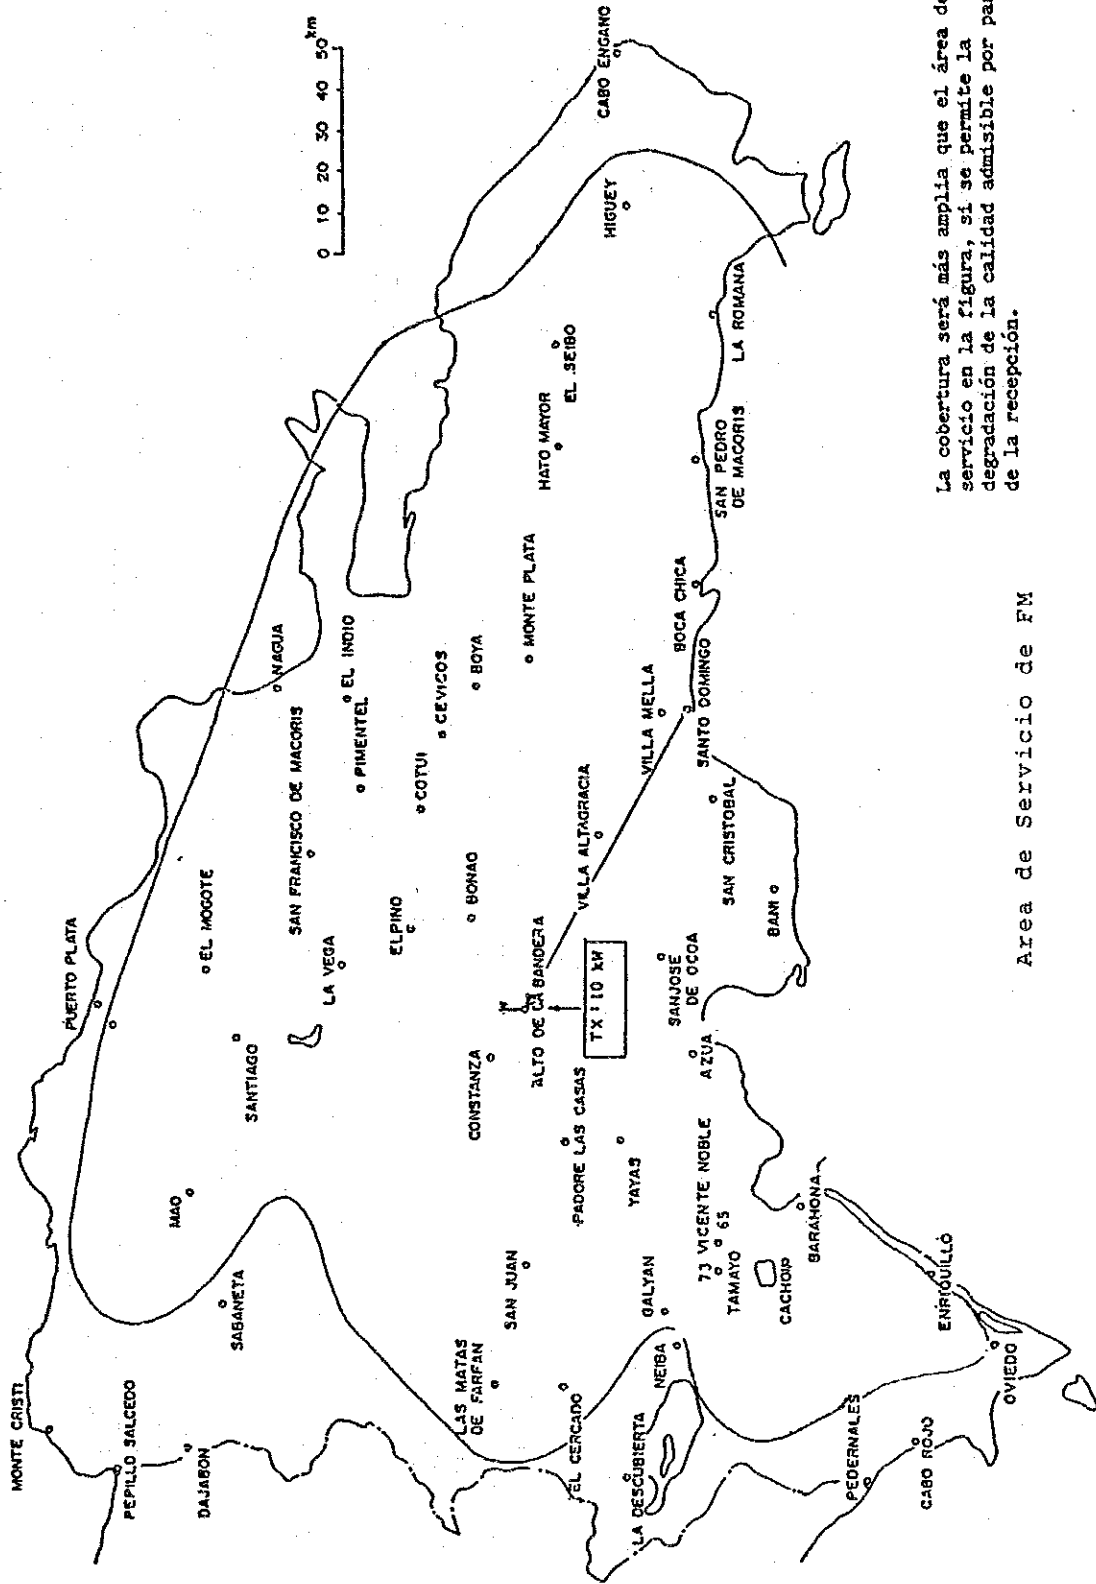 MONTE CRISTI
PEPILLO SALCEDO
DAJABON
MAO
SABANETA
PUERTO PLATA
EL MOGOTE
SANTIAGO
SAN FRANCISCO DE MACORIS
LA VEGA
NAGUA
EL INDIO
PIMENTEL
COTUI
CEVICOS
ELPINO
BONAO
BOYA
MONTE PLATA
CONSTANZA
ALTO DE LA BANDERA
TX : 10 KW
VILLA ALTAGRACIA
VILLA MELLA
SANTO DOMINGO
BOCA CHICA
HATO MAYOR
EL SEIBO
SAN PEDRO
DE MACORIS
LA ROMANA
HIGUEY
CABO ENGANO
0 10 20 30 40 50 km
LAS MATAS
DE FARFAN
SAN JUAN
EL CERCADO
PADORE LAS CASAS
YAYAS
GALYAN
NEIBA
LA DESCUBIERTA
73 VICENTE NOBLE
65
TAMAYO
CACHOIP
BARAHONA
AZUA
SANJOSE
DE OCOA
SAN CRISTOBAL
BANI
ENRIQUILLO
OVIEDO
PEDERNALES
CABO ROJO
La cobertura será más amplia que el área de
servicio en la figura, si se permite la
degradación de la calidad admisible por
de la recepción.
Area de Servicio de FM